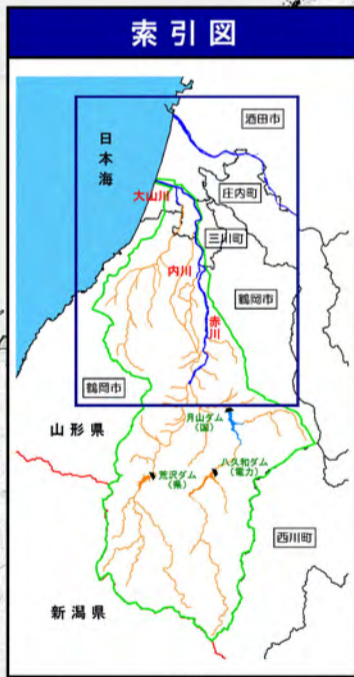 索引図
日本海
酒田市
庄内町
大山川
三川町
内川
鶴岡市
赤川
鶴岡市
月山ダム
(国)
山形県
八久和ダム
(電力)
荒沢ダム
(県)
西川町
新潟県